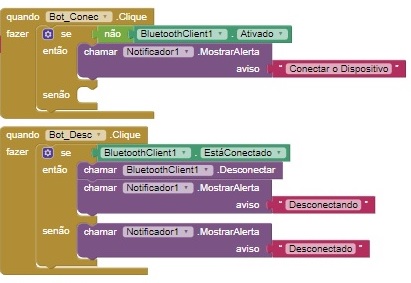 quando Bot_Conec .Clique
fazer se não BluetoothClient1 . Ativado
então chamar Notificador1 .MostrarAlerta
aviso " Conectar o Dispositivo "
senão
quando Bot_Desc .Clique
fazer se BluetoothClient1 . EstáConectado
então chamar BluetoothClient1 .Desconectar
chamar Notificador1 .MostrarAlerta
aviso " Desconectando "
senão chamar Notificador1 .MostrarAlerta
aviso " Desconectado "